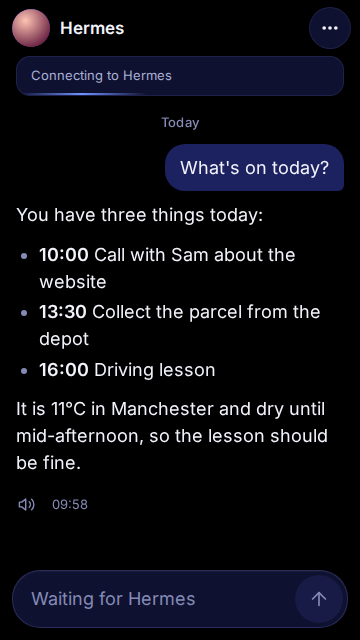 Hermes
Connecting to Hermes
Today
What's on today?
You have three things today:
• 10:00 Call with Sam about the
website
• 13:30 Collect the parcel from the
depot
• 16:00 Driving lesson
It is 11°C in Manchester and dry until
mid-afternoon, so the lesson should
be fine.
09:58
Waiting for Hermes